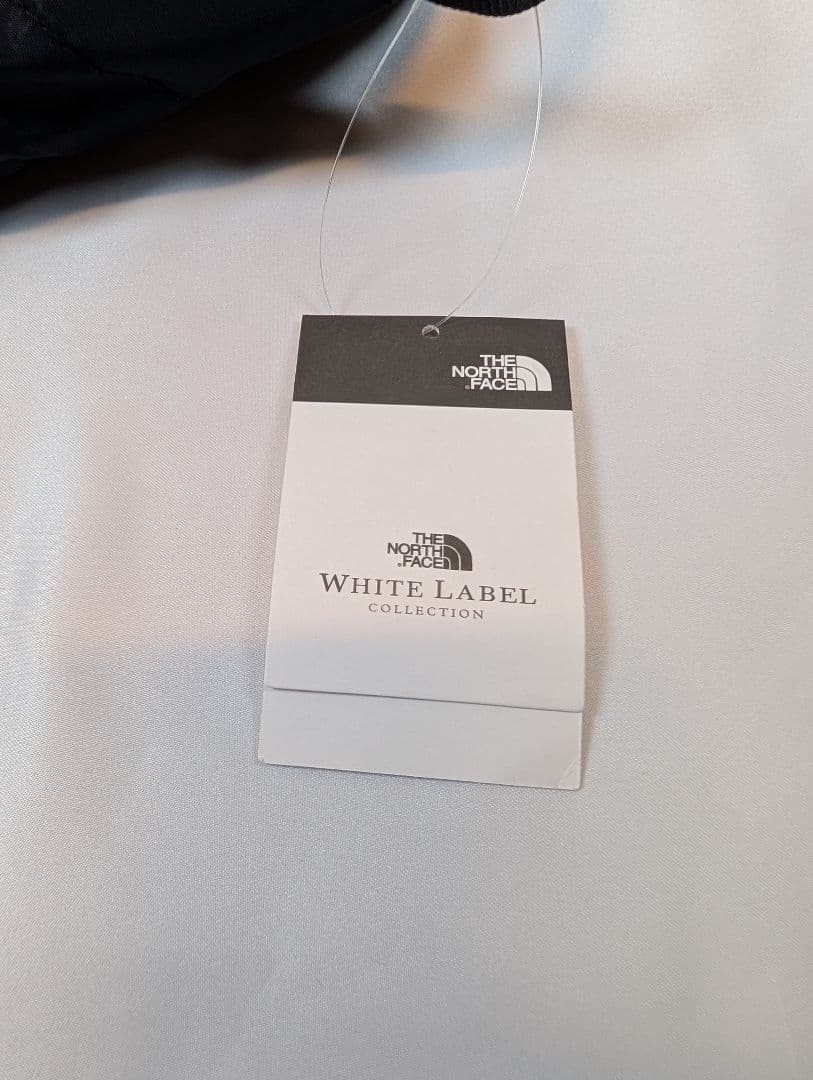 THE
NORTH
FACE
THE
NORTH
FACE
WHITE LABEL
COLLECTION